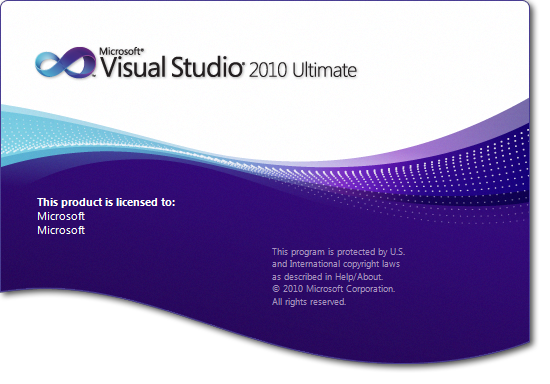 Microsoft®
Visual Studio® 2010 Ultimate
This product is licensed to:
Microsoft
Microsoft
This program is protected by U.S.
and International copyright laws
as described in Help/About.
© 2010 Microsoft Corporation.
All rights reserved.